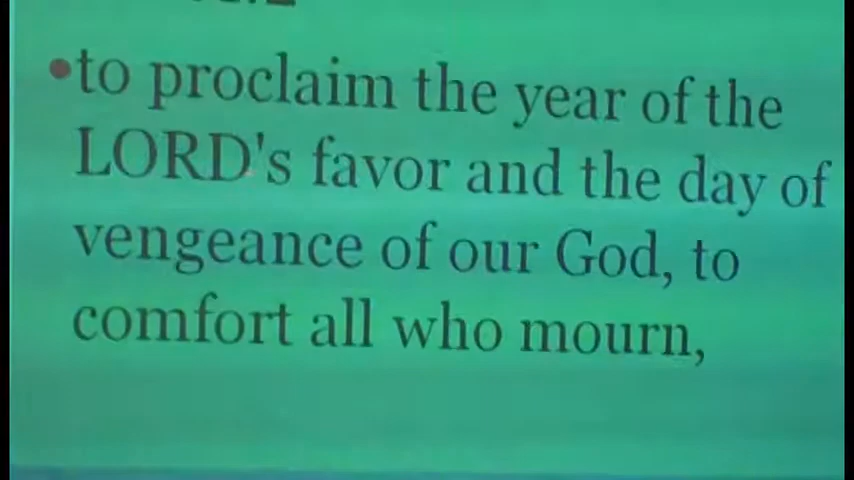 •to proclaim the year of the
LORD's favor and the day of
vengeance of our God, to
comfort all who mourn,